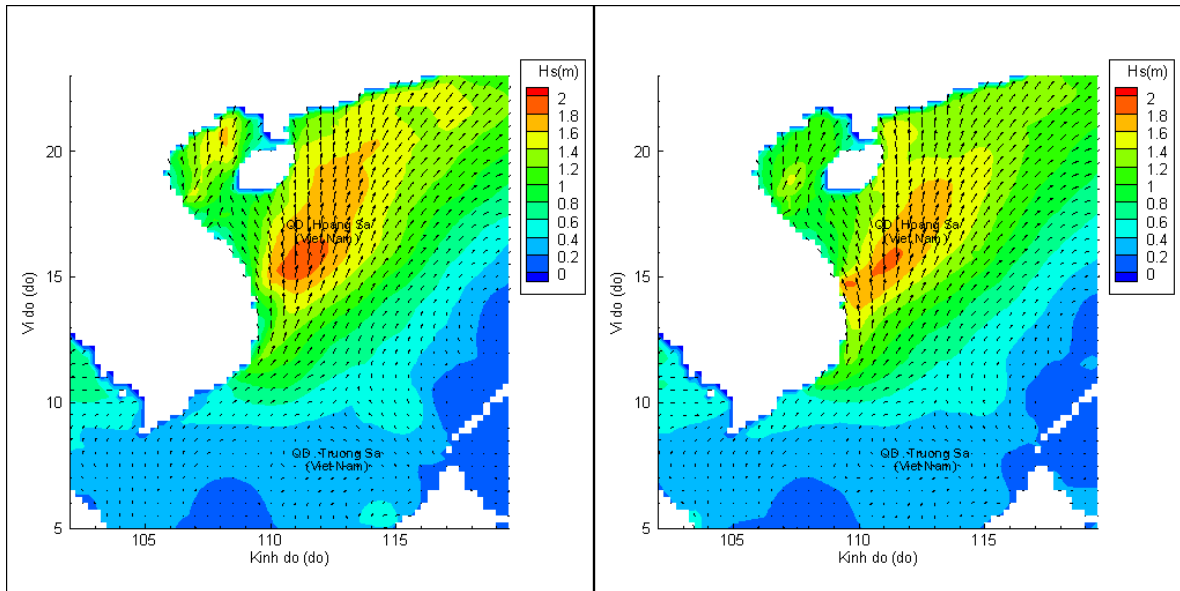 Hs(m)
2
1.8
1.6
1.4
1.2
1
0.8
0.6
0.4
0.2
0
Vi do (do)
20
15
10
5
QD. Hoang Sa
(Viet Nam)
QD. Truong Sa
(Viet Nam)
105
110
115
Kinh do (do)
Hs(m)
2
1.8
1.6
1.4
1.2
1
0.8
0.6
0.4
0.2
0
Vi do (do)
20
15
10
5
QD. Hoang Sa
(Viet Nam)
QD. Truong Sa
(Viet Nam)
105
110
115
Kinh do (do)